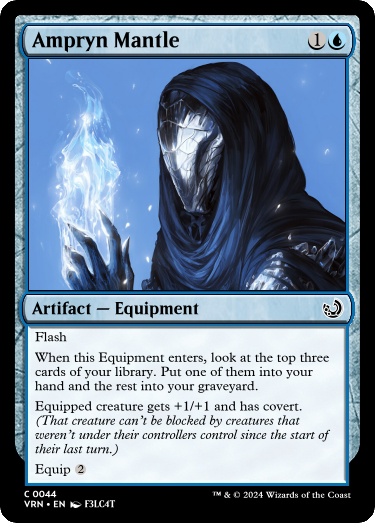 Ampryn Mantle 1
Artifact — Equipment
Flash
When this Equipment enters, look at the top three
cards of your library. Put one of them into your
hand and the rest into your graveyard.
Equipped creature gets +1/+1 and has covert.
(That creature can't be blocked by creatures that
weren't under their controllers control since the start of
their last turn.)
Equip 2
C 0044
VRN • EN F3LC4T
™ & © 2024 Wizards of the Coast